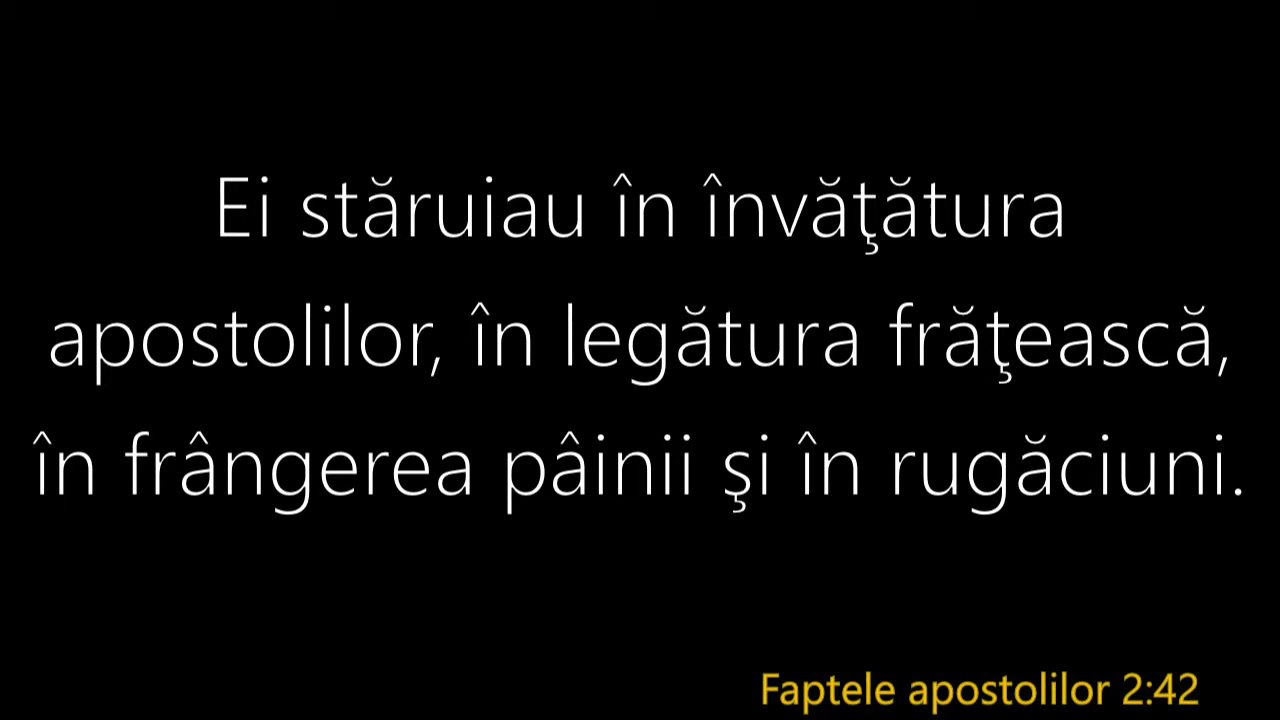 Ei stăruiau în învăţătura
apostolilor, în legătura frăţească,
în frângerea pâinii şi în rugăciuni.
Faptele apostolilor 2:42